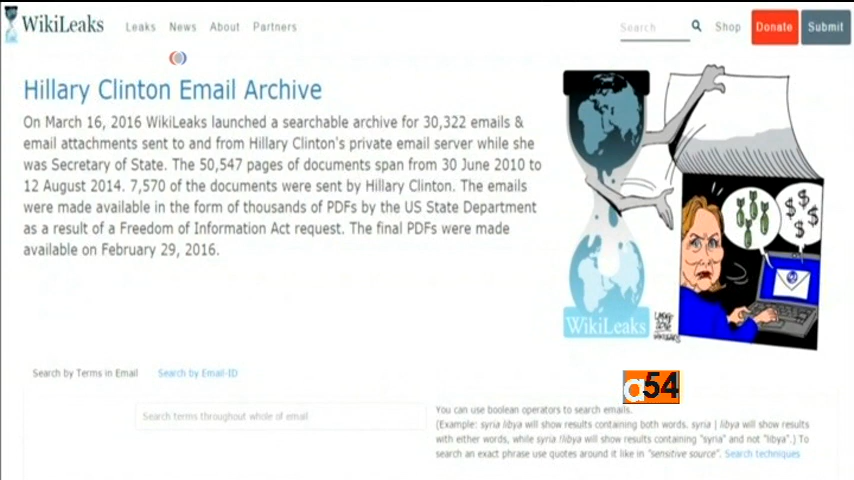 WikiLeaks Leaks News About Partners Search Shop Donate Submit
Hillary Clinton Email Archive
On March 16, 2016 WikiLeaks launched a searchable archive for 30,322 emails &
email attachments sent to and from Hillary Clinton's private email server while she
was Secretary of State. The 50,547 pages of documents span from 30 June 2010 to
12 August 2014. 7,570 of the documents were sent by Hillary Clinton. The emails
were made available in the form of thousands of PDFs by the US State Department
as a result of a Freedom of Information Act request. The final PDFs were made
available on February 29, 2016.
$ $ $ $
WikiLeaks
Search by Terms in Email Search by Email-ID
a54
Search terms throughout whole of email
You can use boolean operators to search emails.
(Example: syria libya will show results containing both words. syria | libya will show results
with either words, while syria !libya will show results containing "syria" and not "libya".) To
search an exact phrase use quotes around it like in "sensitive source". Search techniques